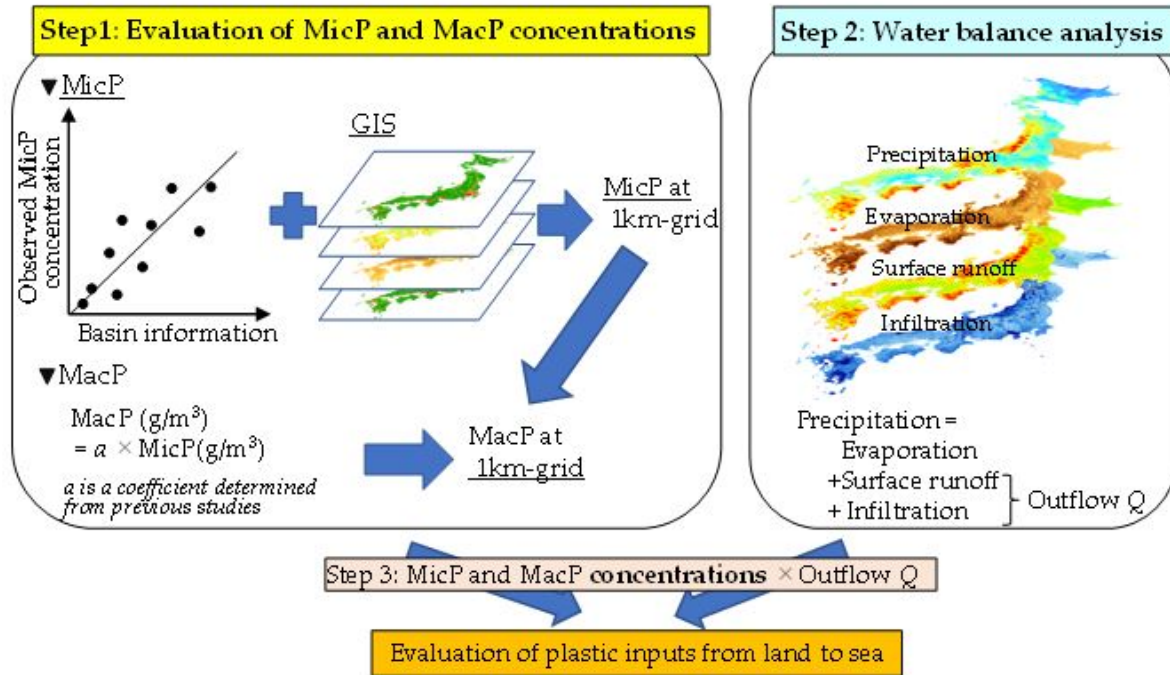 Step1: Evaluation of MicP and MacP concentrations
▼MicP
Observed MicP
concentration
Basin information
GIS
MicP at
1km-grid
▼MacP
MacP (g/m³)
= a × MicP(g/m³)
a is a coefficient determined
from previous studies
MacP at
1km-grid
Step 2: Water balance analysis
Precipitation
Evaporation
Surface runoff
Infiltration
Precipitation =
Evaporation
+Surface runoff
+ Infiltration
Outflow Q
Step 3: MicP and MacP concentrations × Outflow Q
Evaluation of plastic inputs from land to sea